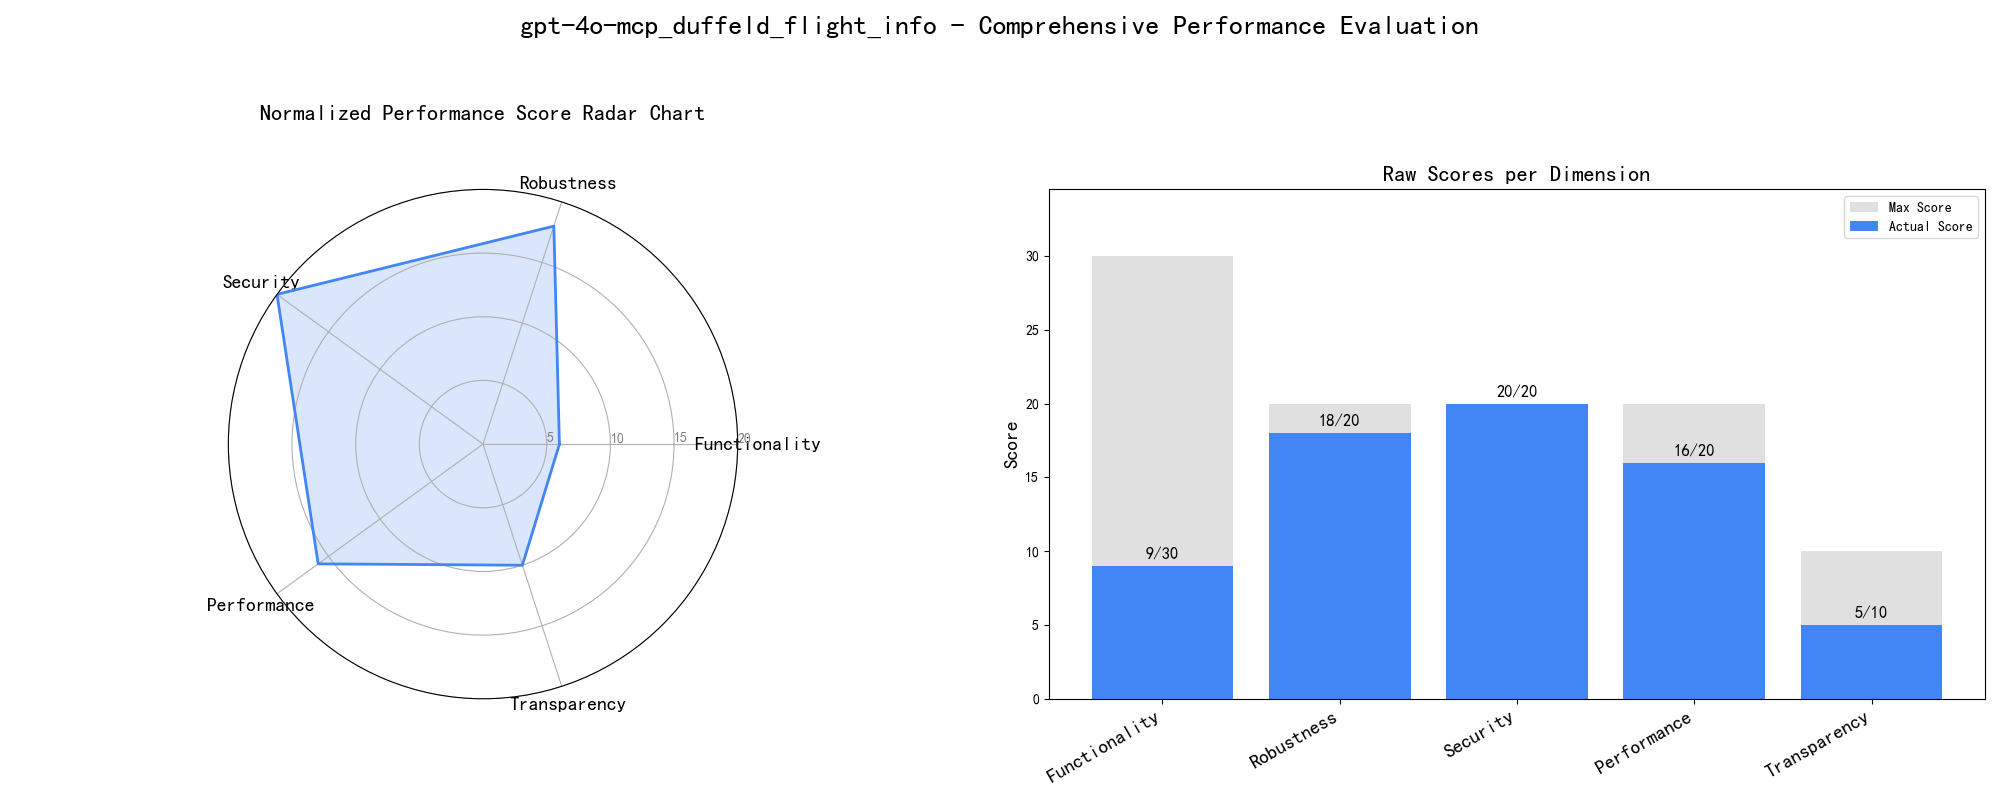 gpt-4o-mcp_duffeld_flight_info - Comprehensive Performance Evaluation
Normalized Performance Score Radar Chart
Robustness
Security
Functionality
5
10
15
20
Performance
Transparency
Raw Scores per Dimension
Max Score
Actual Score
Score
30
25
20
15
10
5
0
9/30
18/20
20/20
16/20
5/10
Functionality
Robustness
Security
Performance
Transparency